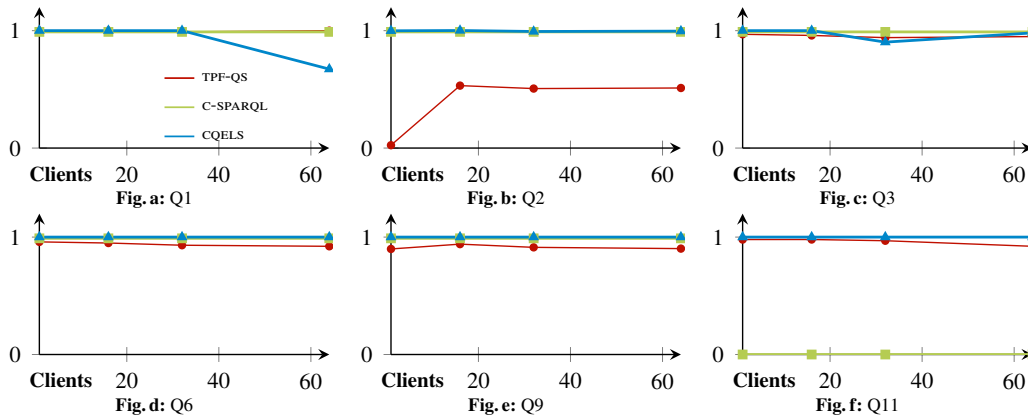 1
1
1
TPF-QS
C-SPARQL
CQELS
0
0
0
Clients 20 40 60
Clients 20 40 60
Clients 20 40 60
Fig. a: Q1
Fig. b: Q2
Fig. c: Q3
1
1
1
0
0
0
Clients 20 40 60
Clients 20 40 60
Clients 20 40 60
Fig. d: Q6
Fig. e: Q9
Fig. f: Q11